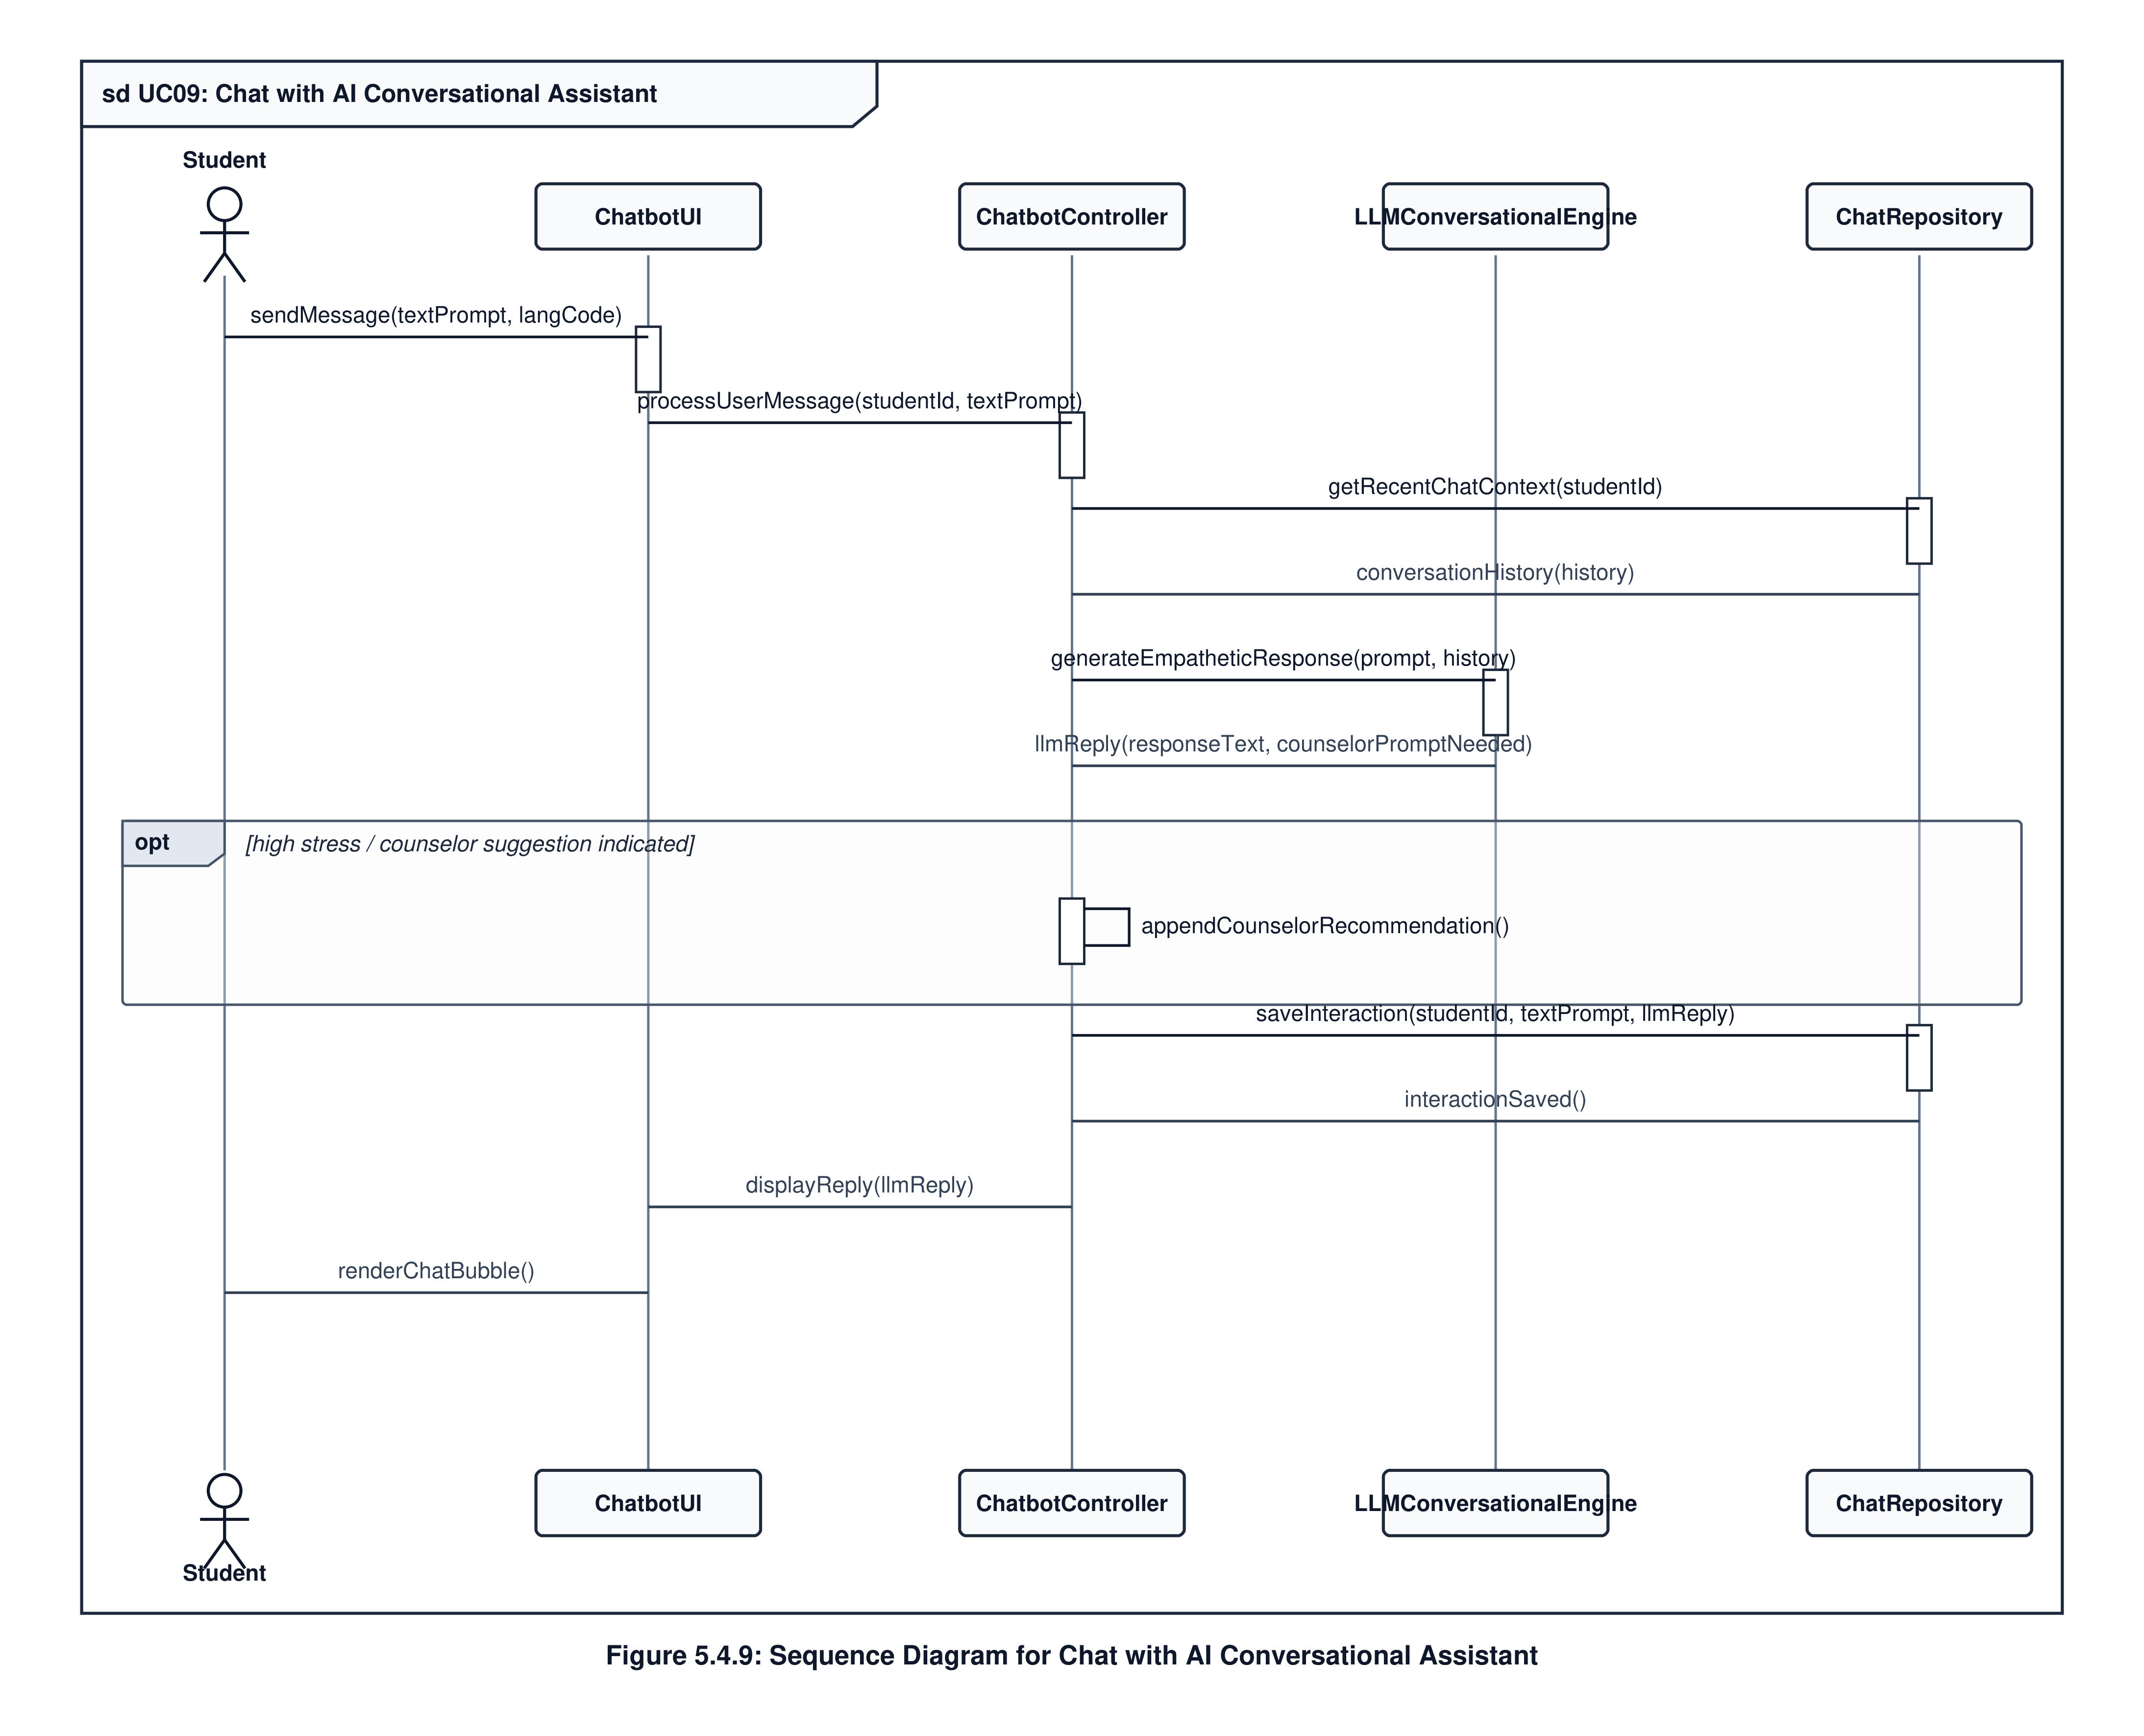 sd UC09: Chat with AI Conversational Assistant
Student
ChatbotUI
ChatbotController
LLMConversationalEngine
ChatRepository
sendMessage(textPrompt, langCode)
processUserMessage(studentId, textPrompt)
getRecentChatContext(studentId)
conversationHistory(history)
generateEmpatheticResponse(prompt, history)
llmReply(responseText, counselorPromptNeeded)
opt
[high stress / counselor suggestion indicated]
appendCounselorRecommendation()
saveInteraction(studentId, textPrompt, llmReply)
interactionSaved()
displayReply(llmReply)
renderChatBubble()
ChatbotUI
ChatbotController
LLMConversationalEngine
ChatRepository
Student
Figure 5.4.9: Sequence Diagram for Chat with AI Conversational Assistant